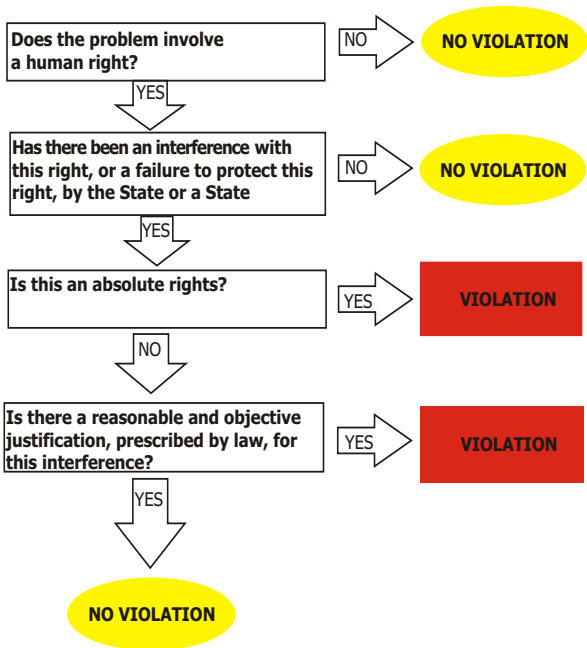 Does the problem involve
a human right?
NO
NO VIOLATION
YES
Has there been an interference with
this right, or a failure to protect this
right, by the State or a State
NO
NO VIOLATION
YES
Is this an absolute rights?
YES
VIOLATION
NO
Is there a reasonable and objective
justification, prescribed by law, for
this interference?
YES
VIOLATION
YES
NO VIOLATION